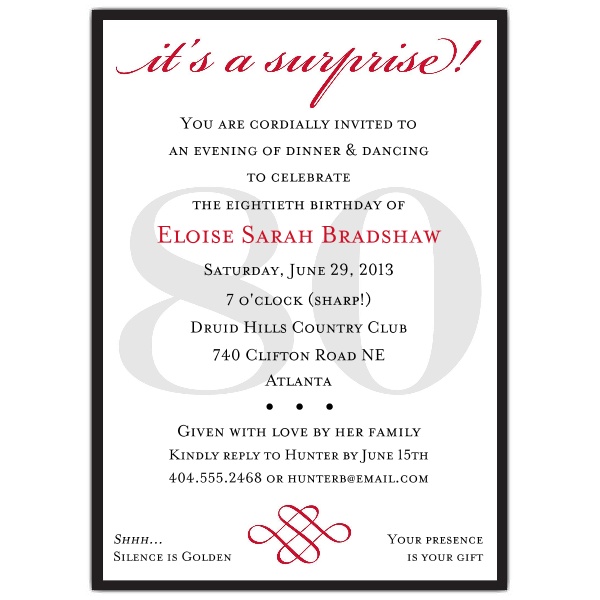 it's a surprise!
You are cordially invited to
an evening of dinner & dancing
to celebrate
the eightieth birthday of
80
Eloise Sarah Bradshaw
Saturday, June 29, 2013
7 o'clock (sharp!)
Druid Hills Country Club
740 Clifton Road NE
Atlanta
• • •
Given with love by her family
Kindly reply to Hunter by June 15th
404.555.2468 or hunterb@email.com
Shhh...
Silence is Golden
Your presence
is your gift